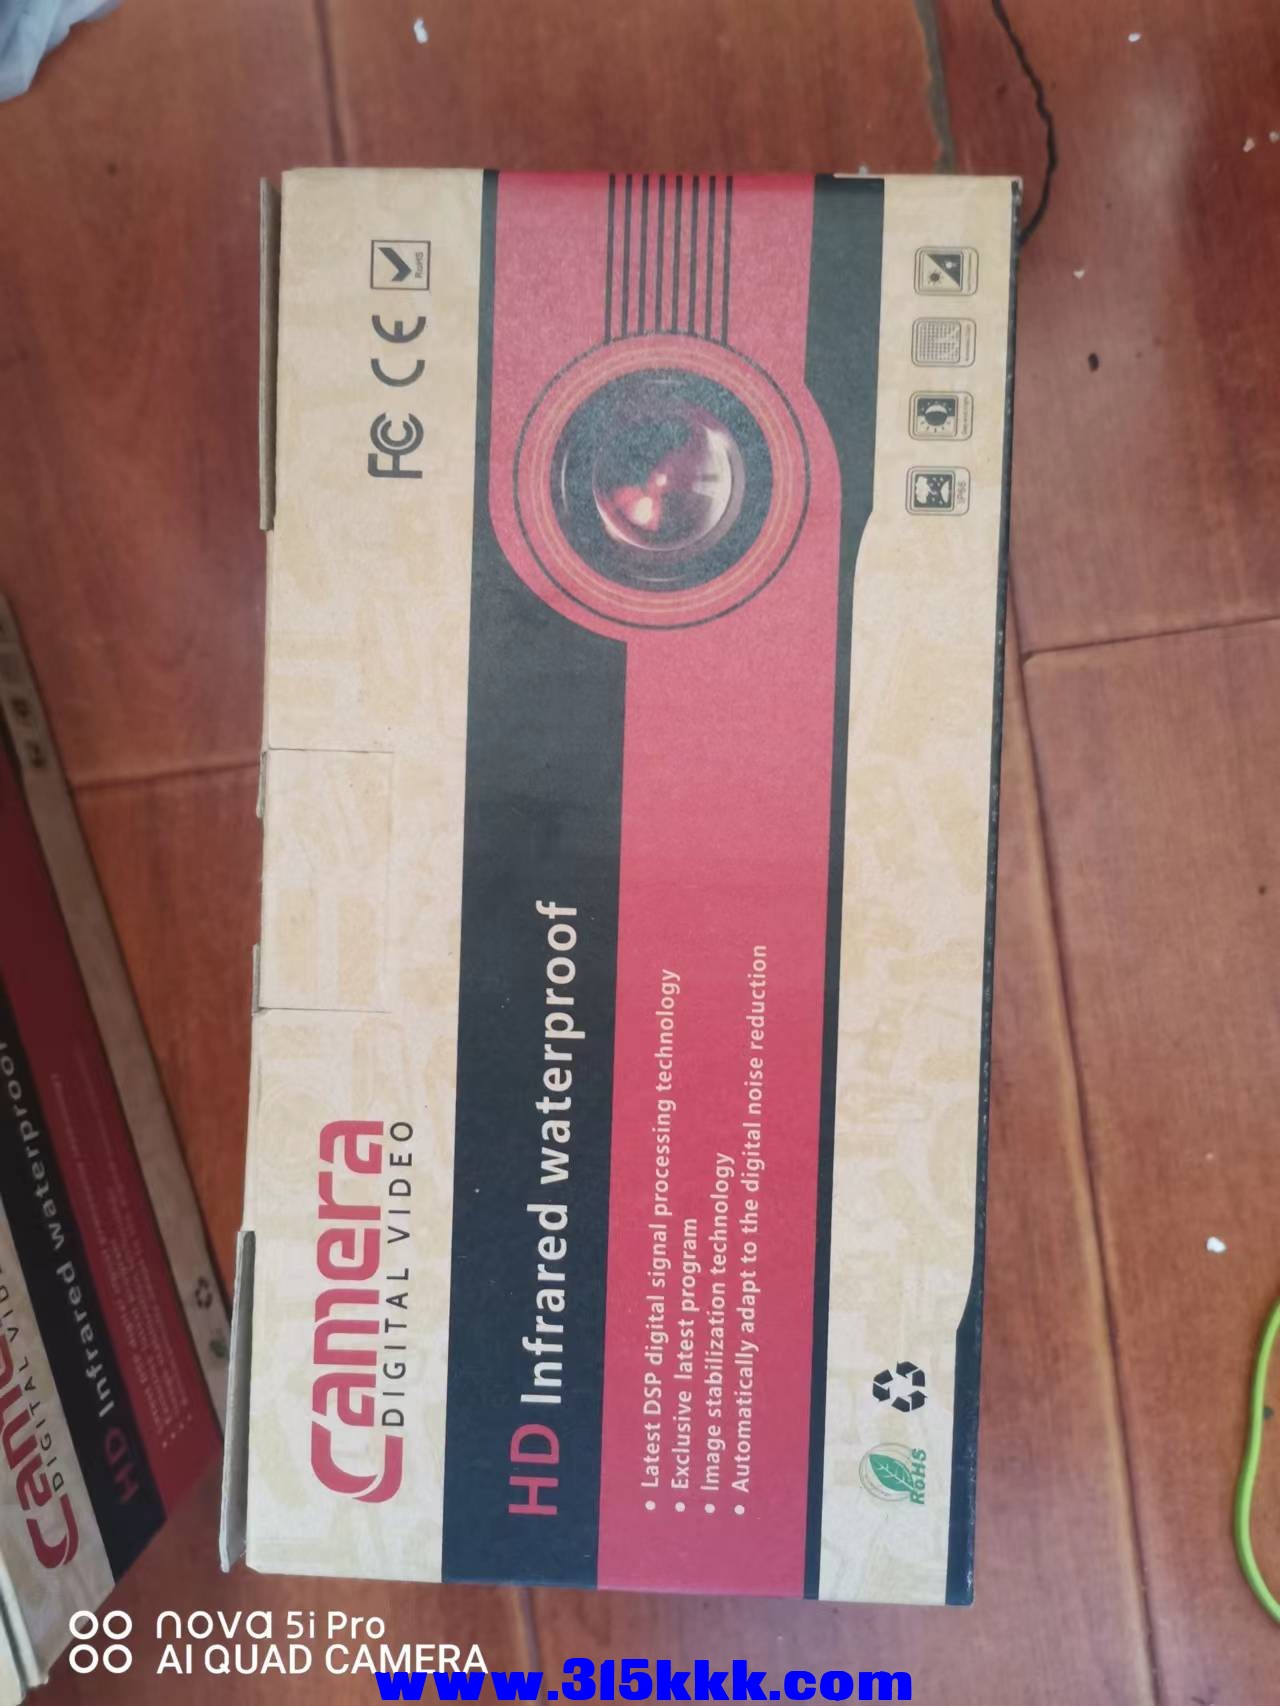 Camera
DIGITAL VIDEO
FC CE RoHS
HD Infrared waterproof
• Latest DSP digital signal processing technology
• Exclusive latest program
• Image stabilization technology
• Automatically adapt to the digital noise reduction
RoHS
IP66
Camera
DIGITAL VIDE
HD Infrared waterproof
nova 5i Pro
AI QUAD CAMERA
www.315kkk.com